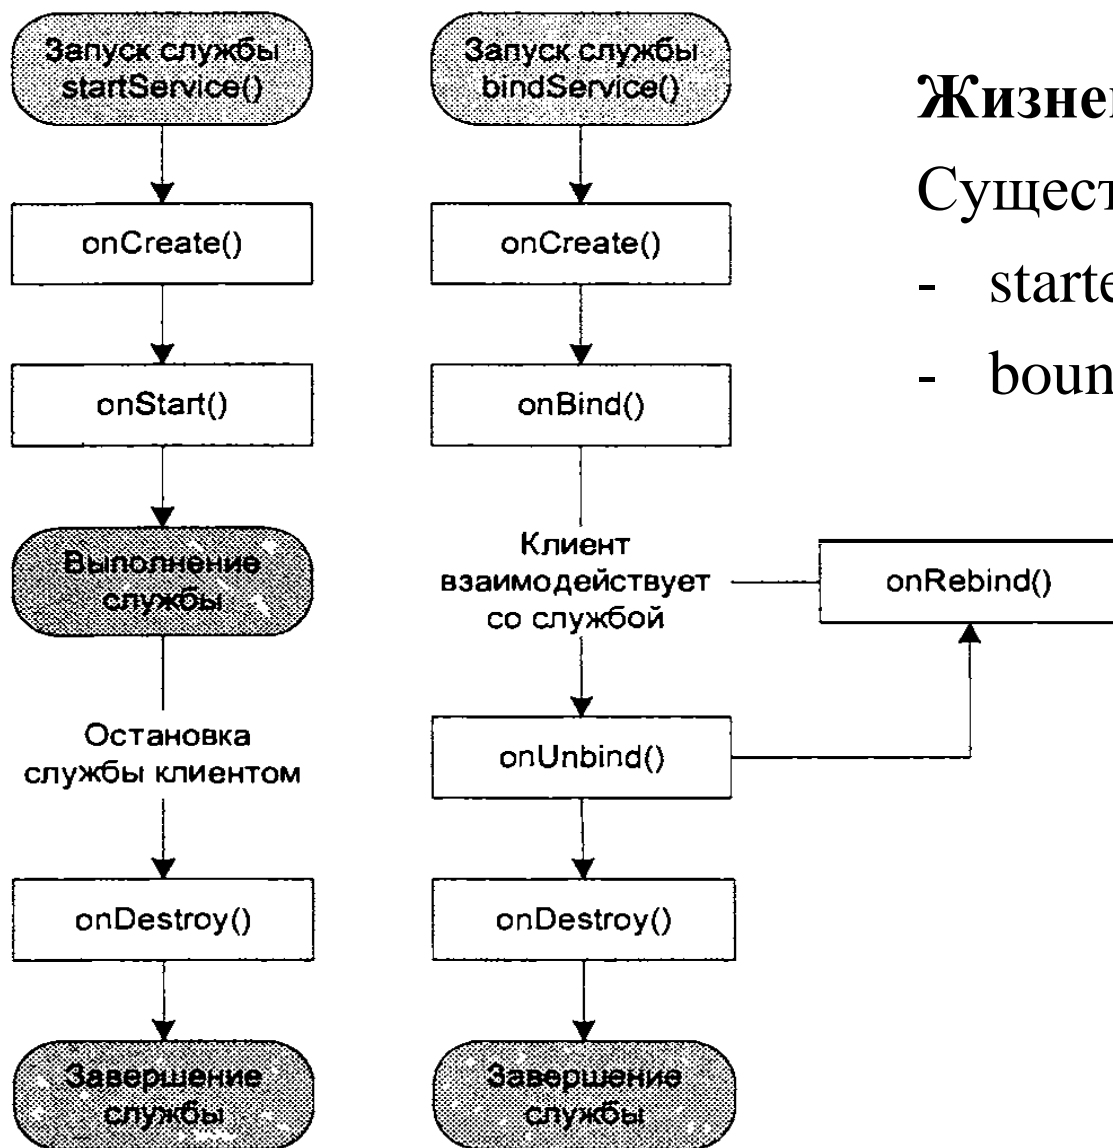 Запуск службы
startService()
onCreate()
onStart()
Выполнение
службы
Остановка
службы клиентом
onDestroy()
Завершение
службы
Запуск службы
bindService()
onCreate()
onBind()
Клиент
взаимодействует
со службой
onRebind()
onUnbind()
onDestroy()
Завершение
службы
Жизне
Сущест
- starte
- boun